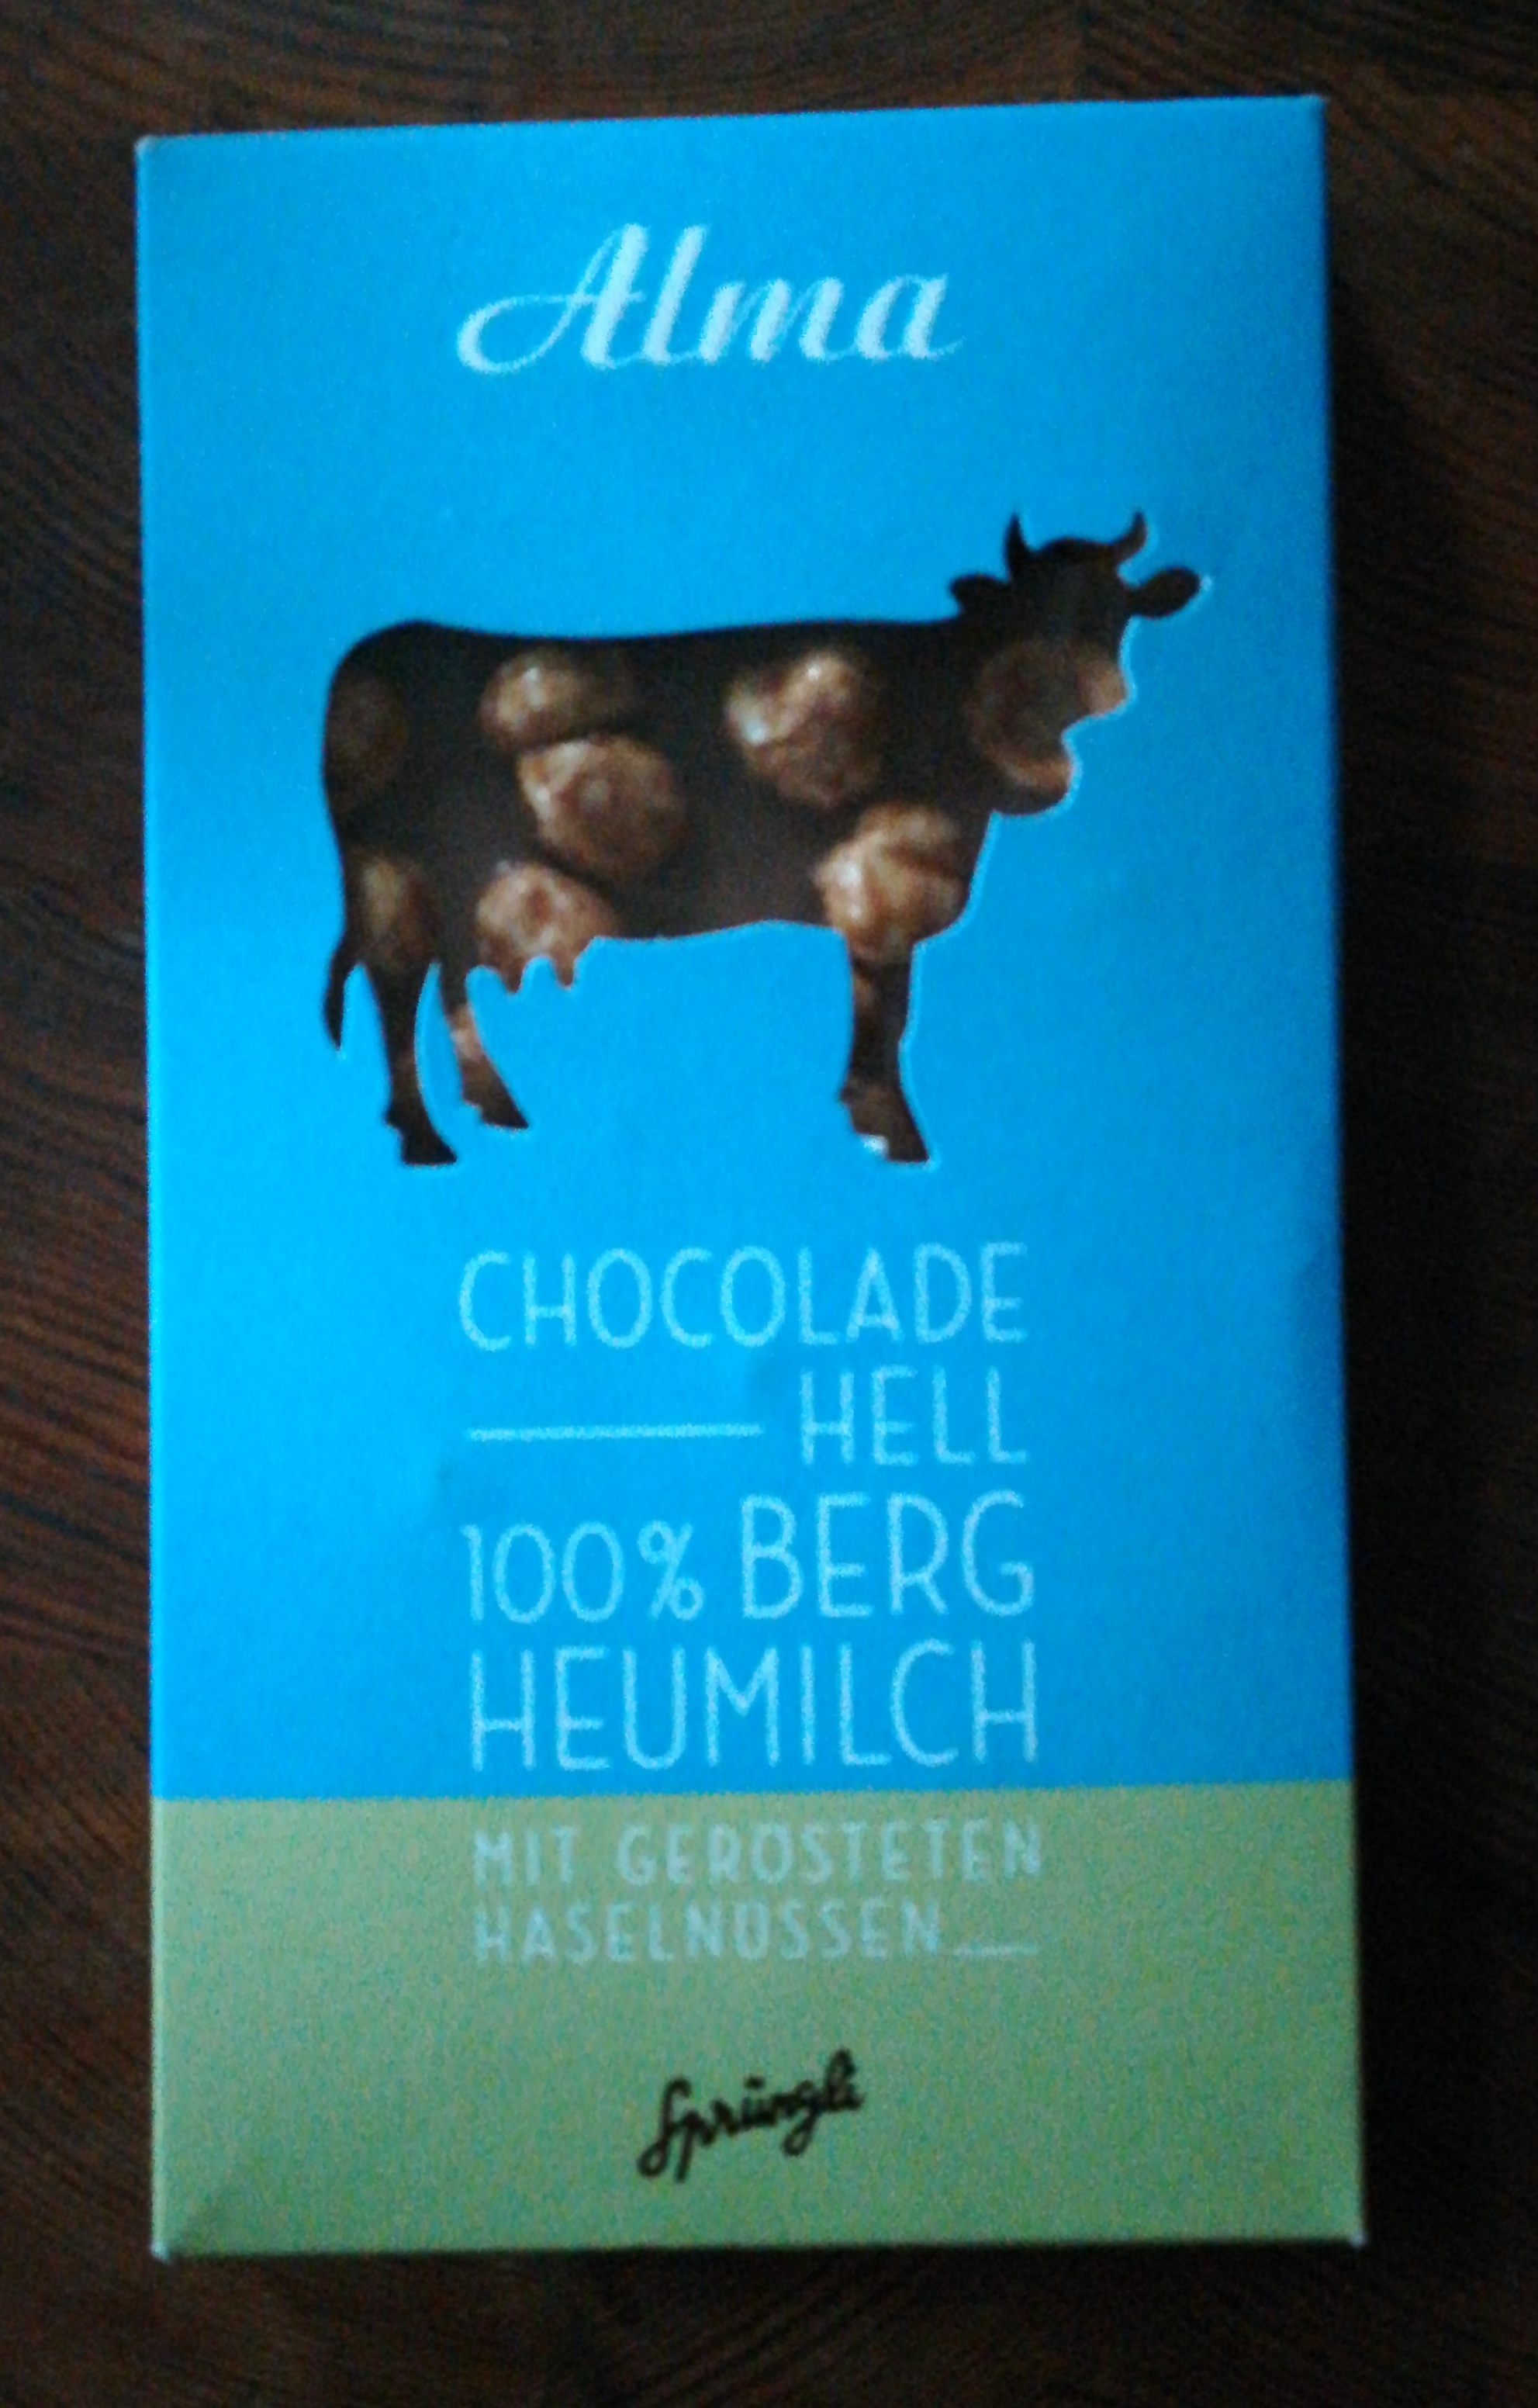 Alma
CHOCOLADE
HELL
100% BERG
HEUMILCH
MIT GERÖSTETEN
HASELNÜSSEN
Sprüngli